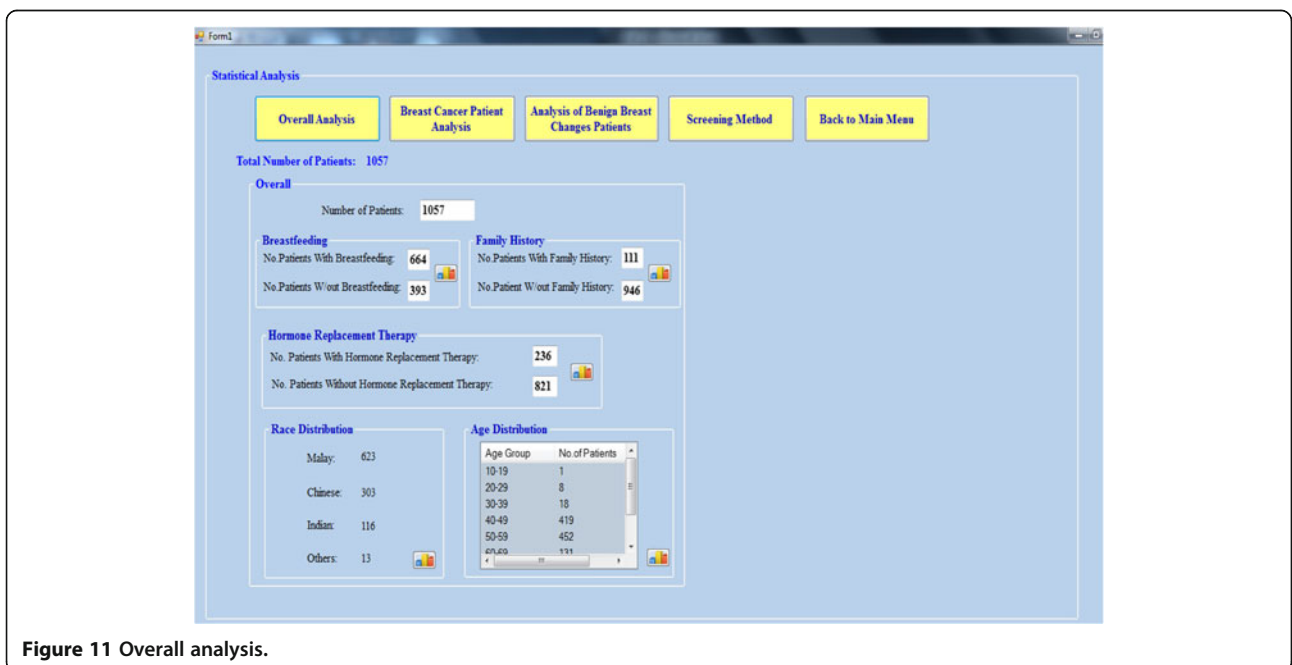 Form1
Statistical Analysis
Overall Analysis
Breast Cancer Patient
Analysis
Analysis of Benign Breast
Changes Patients
Screening Method
Back to Main Menu
Total Number of Patients: 1057
Overall
Number of Patients: 1057
Breastfeeding
No.Patients With Breastfeeding: 664
No.Patients W/out Breastfeeding: 393
Family History
No.Patients With Family History: 111
No.Patient W/out Family History: 946
Hormone Replacement Therapy
No. Patients With Hormone Replacement Therapy: 236
No. Patients Without Hormone Replacement Therapy: 821
Race Distribution
Malay: 623
Chinese: 303
Indian: 116
Others: 13
Age Distribution
Age Group No.of Patients
10-19 1
20-29 8
30-39 18
40-49 419
50-59 452
60-69 131
Figure 11 Overall analysis.